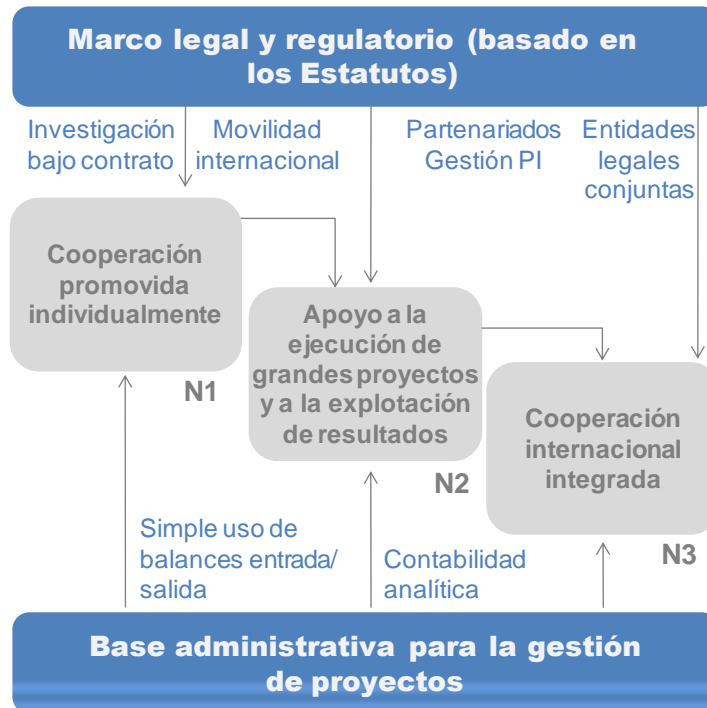 Marco legal y regulatorio (basado en
los Estatutos)
Investigación
bajo contrato
Movilidad
internacional
Partenariados
Gestión PI
Entidades
legales
conjuntas
Cooperación
promovida
individualmente
N1
Apoyo a la
ejecución de
grandes proyectos
y a la explotación
de resultados
N2
Cooperación
internacional
integrada
N3
Simple uso de
balances entrada/
salida
Contabilidad
analítica
Base administrativa para la gestión
de proyectos